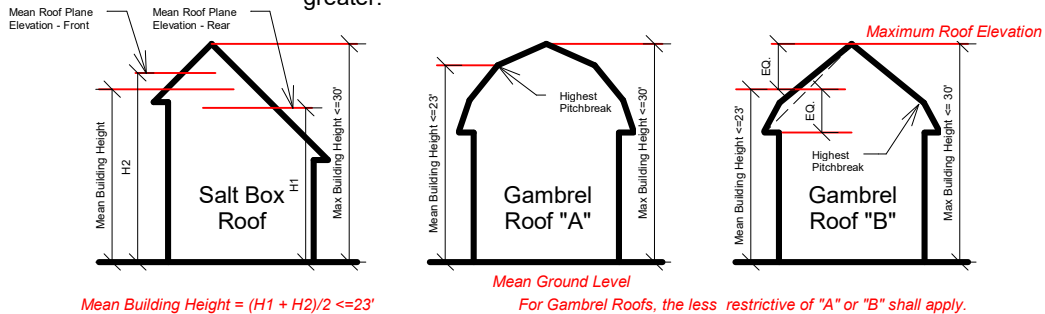 greater.
Mean Roof Plane
Elevation - Front
Mean Roof Plane
Elevation - Rear
Mean Building Height
H2
H1
Max Building Height <=30'
Salt Box
Roof
Mean Building Height = (H1 + H2)/2 <=23'
Mean Building Height <=23'
Highest
Pitchbreak
Max Building Height <=30'
Gambrel
Roof "A"
Mean Ground Level
Maximum Roof Elevation
Mean Building Height <=23'
EQ.
EQ.
Highest
Pitchbreak
Max Building Height <= 30'
Gambrel
Roof "B"
For Gambrel Roofs, the less restrictive of "A" or "B" shall apply.